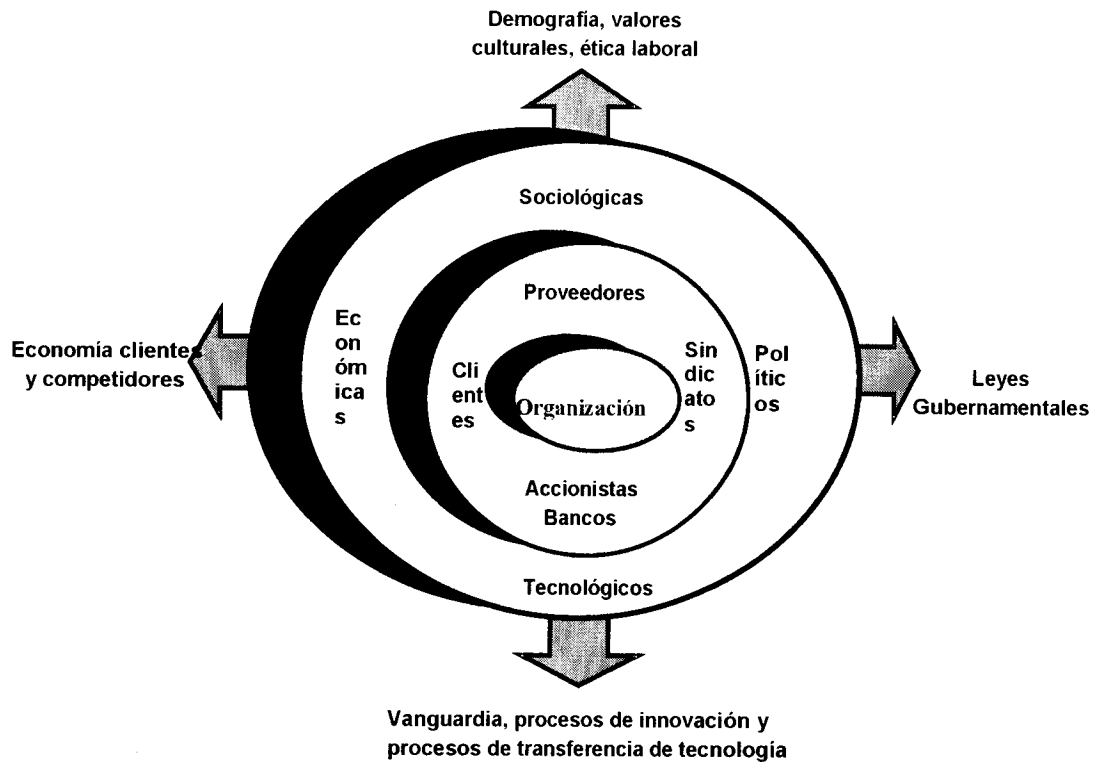 Demografía, valores
culturales, ética laboral
Sociológicas
Proveedores
Ec
on
óm
ica
s
Cli
ent
es
Organización
Sin
dic
ato
s
Pol
ític
os
Economía clientes
y competidores
Leyes
Gubernamentales
Accionistas
Bancos
Tecnológicos
Vanguardia, procesos de innovación y
procesos de transferencia de tecnología